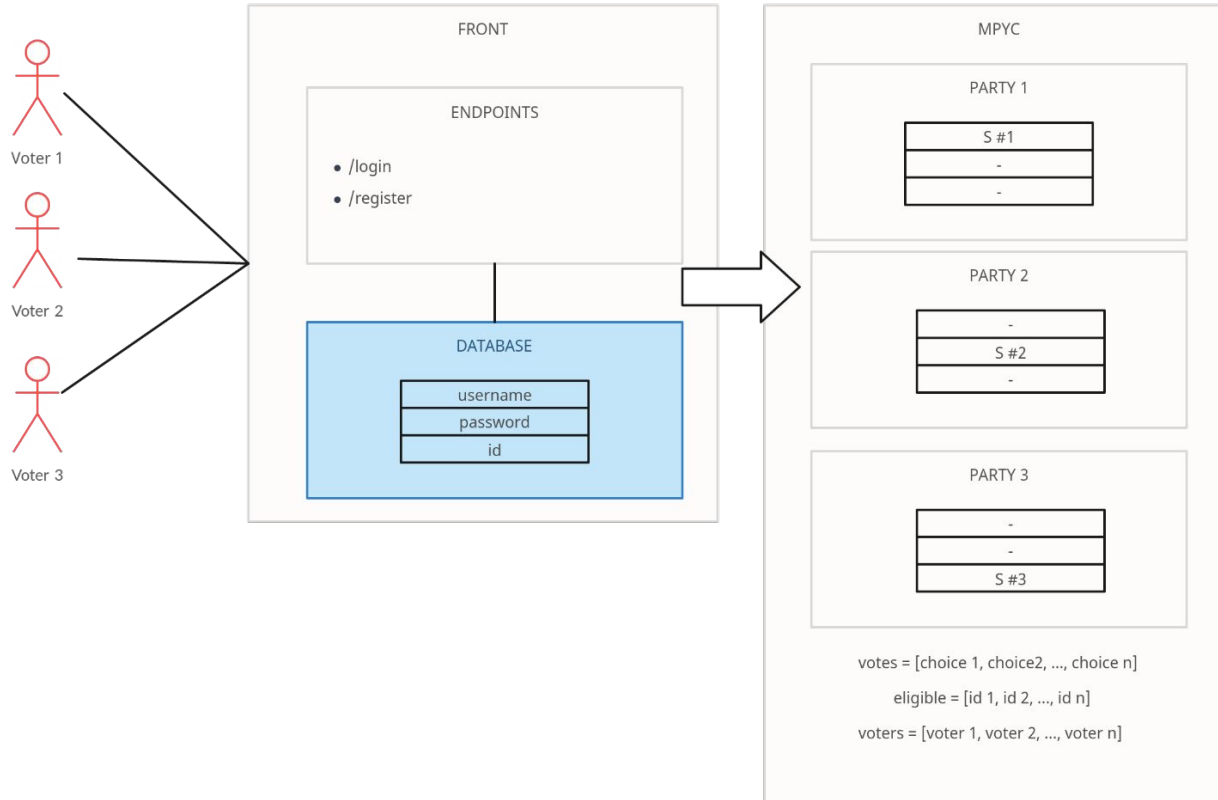 Voter 1
Voter 2
Voter 3
FRONT
ENDPOINTS
• /login
• /register
DATABASE
username
password
id
MPYC
PARTY 1
S #1
-
-
PARTY 2
-
S #2
-
PARTY 3
-
-
S #3
votes = [choice 1, choice2, ..., choice n]
eligible = [id 1, id 2, ..., id n]
voters = [voter 1, voter 2, ..., voter n]